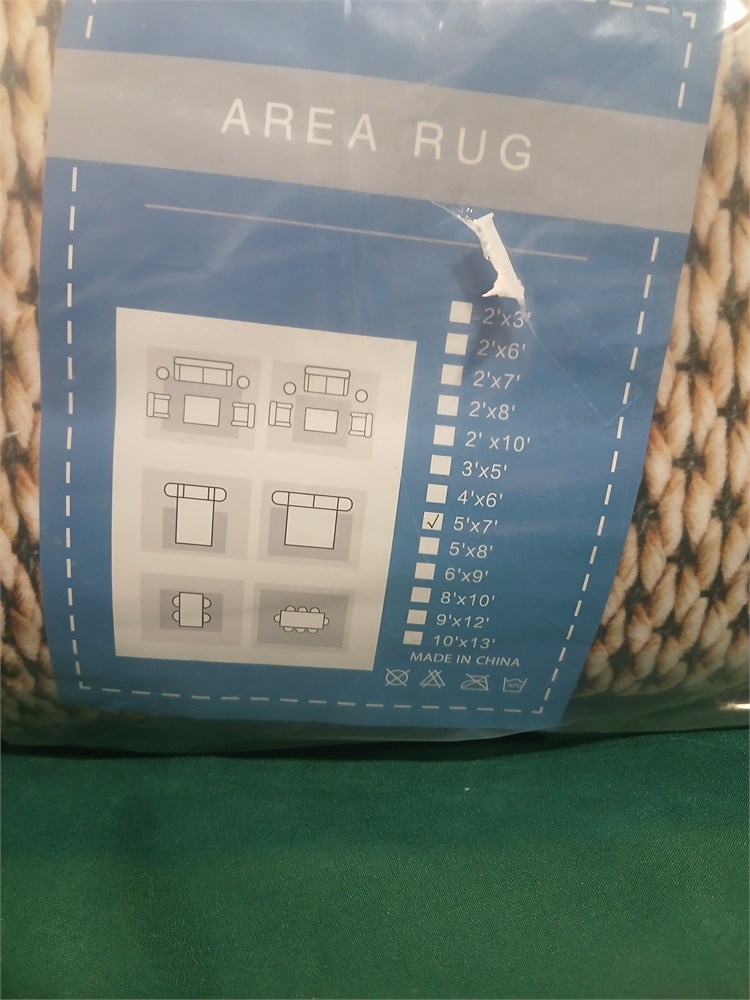 AREA RUG
2'x3'
2'x6'
2'x7'
2'x8'
2' x10'
3'x5'
4'x6'
✓ 5'x7'
5'x8'
6'x9'
8'x10'
9'x12'
10'x13'
MADE IN CHINA